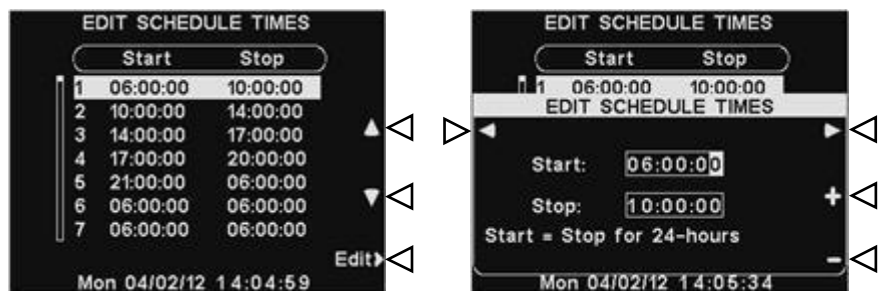 EDIT SCHEDULE TIMES
Start Stop
1 06:00:00 10:00:00
2 10:00:00 14:00:00
3 14:00:00 17:00:00
4 17:00:00 20:00:00
5 21:00:00 06:00:00
6 06:00:00 06:00:00
7 06:00:00 06:00:00
Edit
Mon 04/02/12 14:04:59
EDIT SCHEDULE TIMES
Start Stop
1 06:00:00 10:00:00
EDIT SCHEDULE TIMES
Start: 06:00:00
+
Stop: 10:00:00
Start = Stop for 24-hours
-
Mon 04/02/12 14:05:34